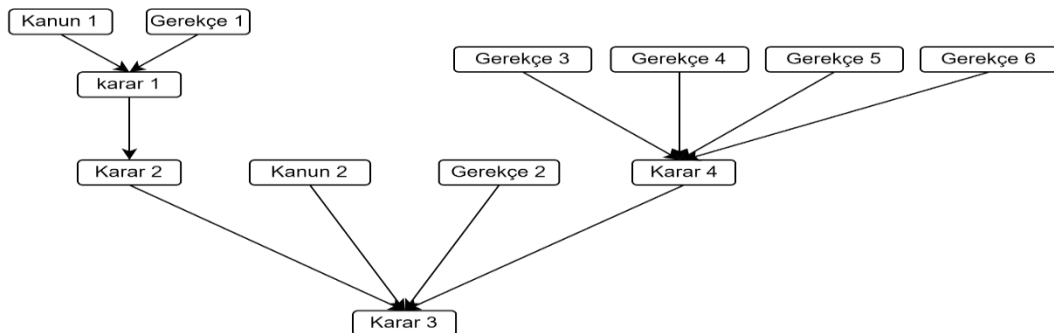 Kanun 1
Gerekçe 1
Gerekçe 3
Gerekçe 4
Gerekçe 5
Gerekçe 6
karar 1
Karar 2
Kanun 2
Gerekçe 2
Karar 4
Karar 3